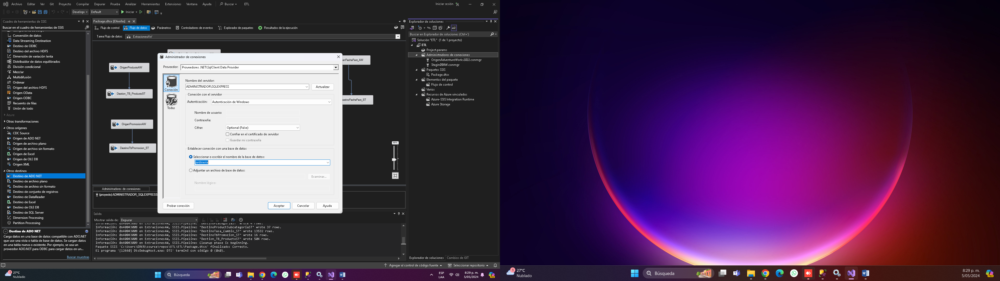 Archivo Editar Ver Git Proyecto Compilar Depurar Prueba Analizar Herramientas Extensiones Ventana Ayuda Buscar ETL Iniciar sesión
Developi Default Iniciar
Cuadro de herramientas de SSIS
Buscar en el cuadro de herramientas de SSIS
Conversión de datos
Data Streaming Destination
Destino de ODBC
Destino del archivo HDFS
Dimensión de variación lenta
Distribuidor de datos equilibrados
División condicional
Mezclar
Multidifusión
Ordenar
Origen del archivo HDFS
Origen OData
Origen ODBC
Recuento de filas
Unión de todo
Azure
Otras transformaciones
Otros orígenes
CDC Source
Origen de ADO NET
Origen de archivo plano
Origen de archivo sin formato
Origen de Excel
Origen de OLE DB
Origen XML
Otros destinos
Destino de ADO NET
Destino de archivo plano
Destino de archivo sin formato
Destino de conjunto de registros
Destino de DataReader
Destino de Excel
Destino de OLE DB
Destino de SQL Server
Dimension Processing
Partition Processing
Destino de ADO NET
Carga datos en una base de datos compatible con ADO.NET
que use una vista o tabla de base de datos. Se cargan datos
en una tabla nueva o existente. Por ejemplo, se usa un
proveedor ADO.NET para ODBC para cargar datos en un...
Buscar muestras
Package.dtsx [Diseño]
Flujo de control Flujo de datos Parámetros Controladores de eventos Explorador de paquetes Resultados de la ejecución
Tarea Flujo de datos: ExtracionesAW
OrigenProductoAW
Destion_TB_ProductoST
OrigenPromocionAW
DestinoTbPromocion_ST
enFechaFact_AW
estinoFechaFact_ST
90%
Administrador de conexiones
Proveedor: Proveedores .NET\SqlClient Data Provider
Conexión
Todas
Nombre del servidor:
ADMINISTRADOR\SQLEXPRESS Actualizar
Conexión con el servidor
Autenticación: Autenticación de Windows
Nombre de usuario:
Contraseña:
Cifrar: Optional (False)
Confiar en el certificado de servidor
Guardar mi contraseña
Establecer conexión con una base de datos
Seleccionar o escribir el nombre de la base de datos:
jardineria
Adjuntar un archivo de base de datos:
Examinar...
Nombre lógico:
Probar conexión Aceptar Cancelar Ayuda
Administradores de conexiones
(proyecto) ADMINISTRADOR_SQLEXPRESS
Salida
Mostrar salida de: Depurar
Información: 0x4004300B en ExtracionesAW, SSIS.Pipeline: "DestinoPCategoriaST" wrote 4 rows.
Información: 0x4004300B en ExtracionesAW, SSIS.Pipeline: "DestinoProductSubcategoriaST" wrote 37 rows.
Información: 0x4004300B en ExtracionesAW, SSIS.Pipeline: "DestinoTasa_Cambio_ST" wrote 13532 rows.
Información: 0x4004300B en ExtracionesAW, SSIS.Pipeline: "DestinoTbPromocion_ST" wrote 16 rows.
Información: 0x4004300B en ExtracionesAW, SSIS.Pipeline: "Destion_TB_ProductoST" wrote 504 rows.
Información: 0x40043009 en ExtracionesAW, SSIS.Pipeline: Cleanup phase is beginning.
Paquete SSIS 'C:\Users\OXKR\source\repos\ETL\ETL\Package.dtsx' finalizado: Correcto.
El programa '[12660] DtsDebugHost.exe: DTS' terminó con código 0 (0x0).
Explorador de soluciones
Buscar en Explorador de soluciones (Ctrl+´)
Solución "ETL" (1 de 1 proyecto)
ETL
Project.params
Administradores de conexiones
OrigenAdventureWorks2022.conmgr
Stagin09AW.conmgr
Paquetes SSIS
Package.dtsx
Elementos del paquete
Flujo de control
Varios
Recursos de Azure vinculados
Azure-SSIS Integration Runtime
Azure Storage
Explorador de soluciones Cambios de GIT
Agregar al control de código fuente Seleccionar repositorio
1 27°C
Nublado
Búsqueda
ESP
LAA
8:29 p. m.
5/05/2024
1 27°C
Nublado
Búsqueda
8:29 p. m.
5/05/2024